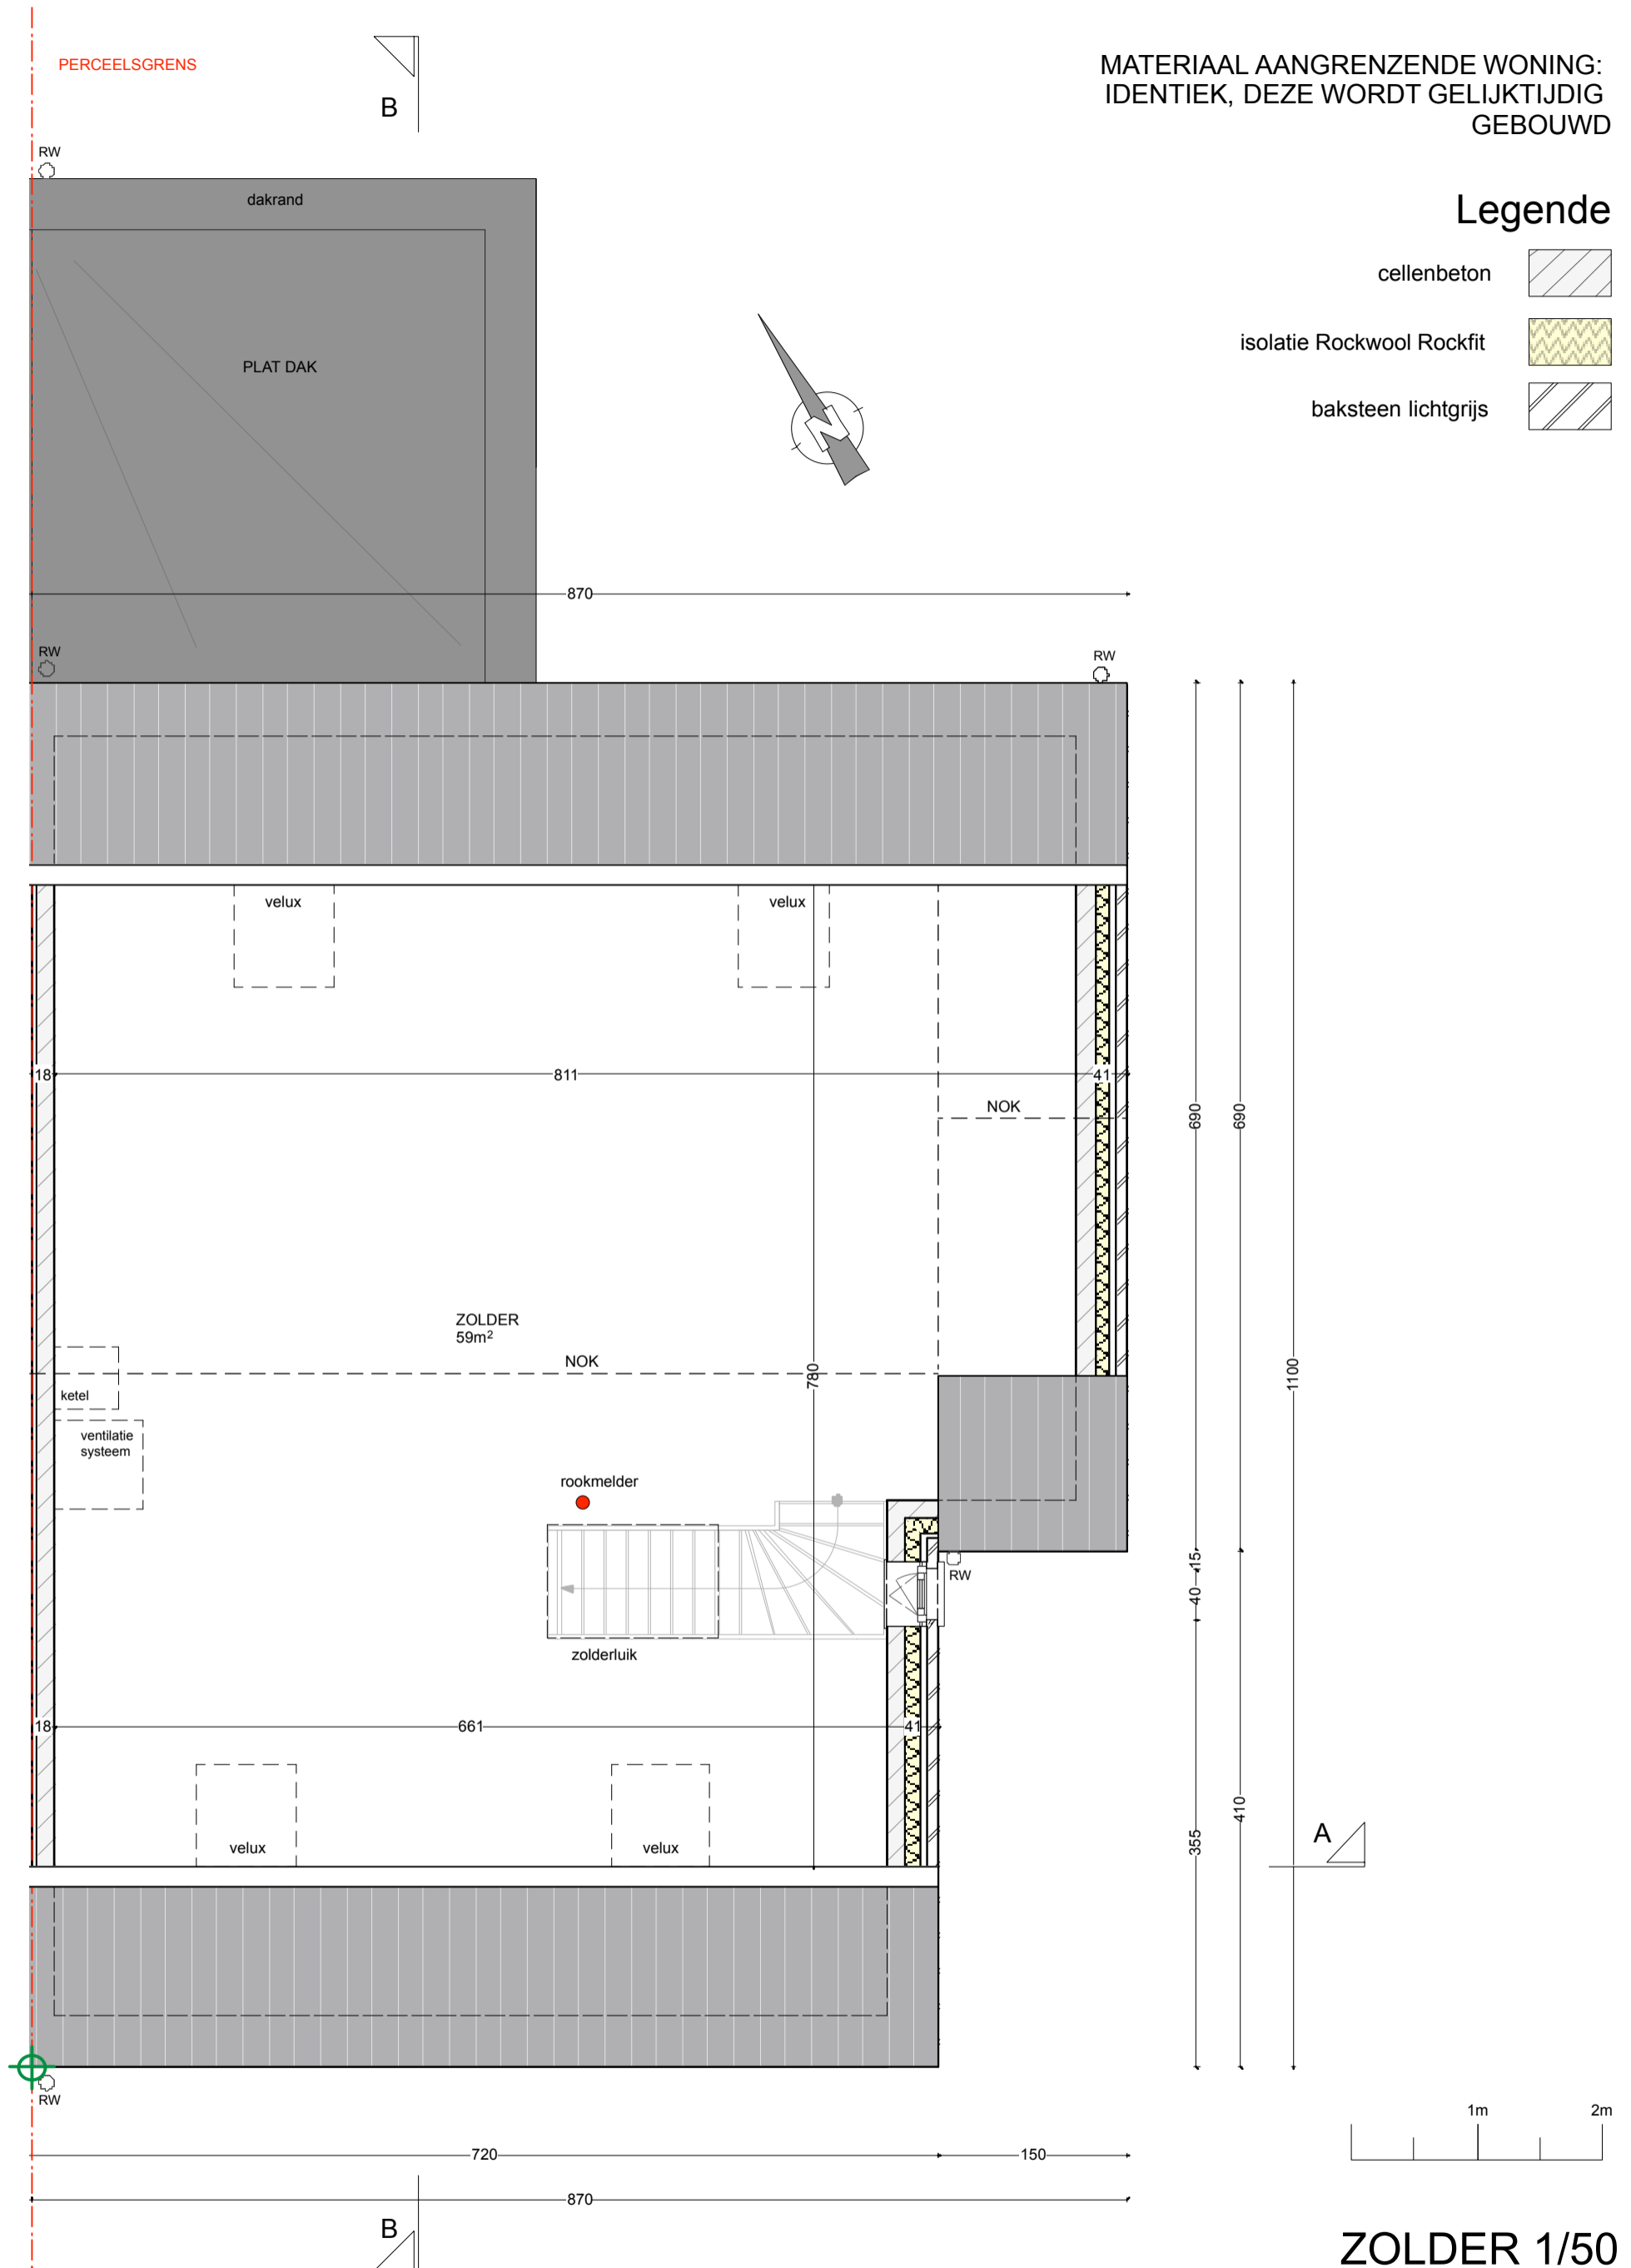 PERCEELSGRENS
B
MATERIAAL AANGRENZENDE WONING:
IDENTIEK, DEZE WORDT GELIJKTIJDIG
GEBOUWD
RW
dakrand
Legende
cellenbeton
isolatie Rockwool Rockfit
baksteen lichtgrijs
PLAT DAK
N
870
RW
RW
velux
velux
18
811
41
NOK
690
690
ZOLDER
59m²
NOK
780
1100
ketel
ventilatie
systeem
rookmelder
RW
15
40
zolderluik
18
661
41
410
355
A
velux
velux
RW
1m
2m
720
150
870
B
ZOLDER 1/50